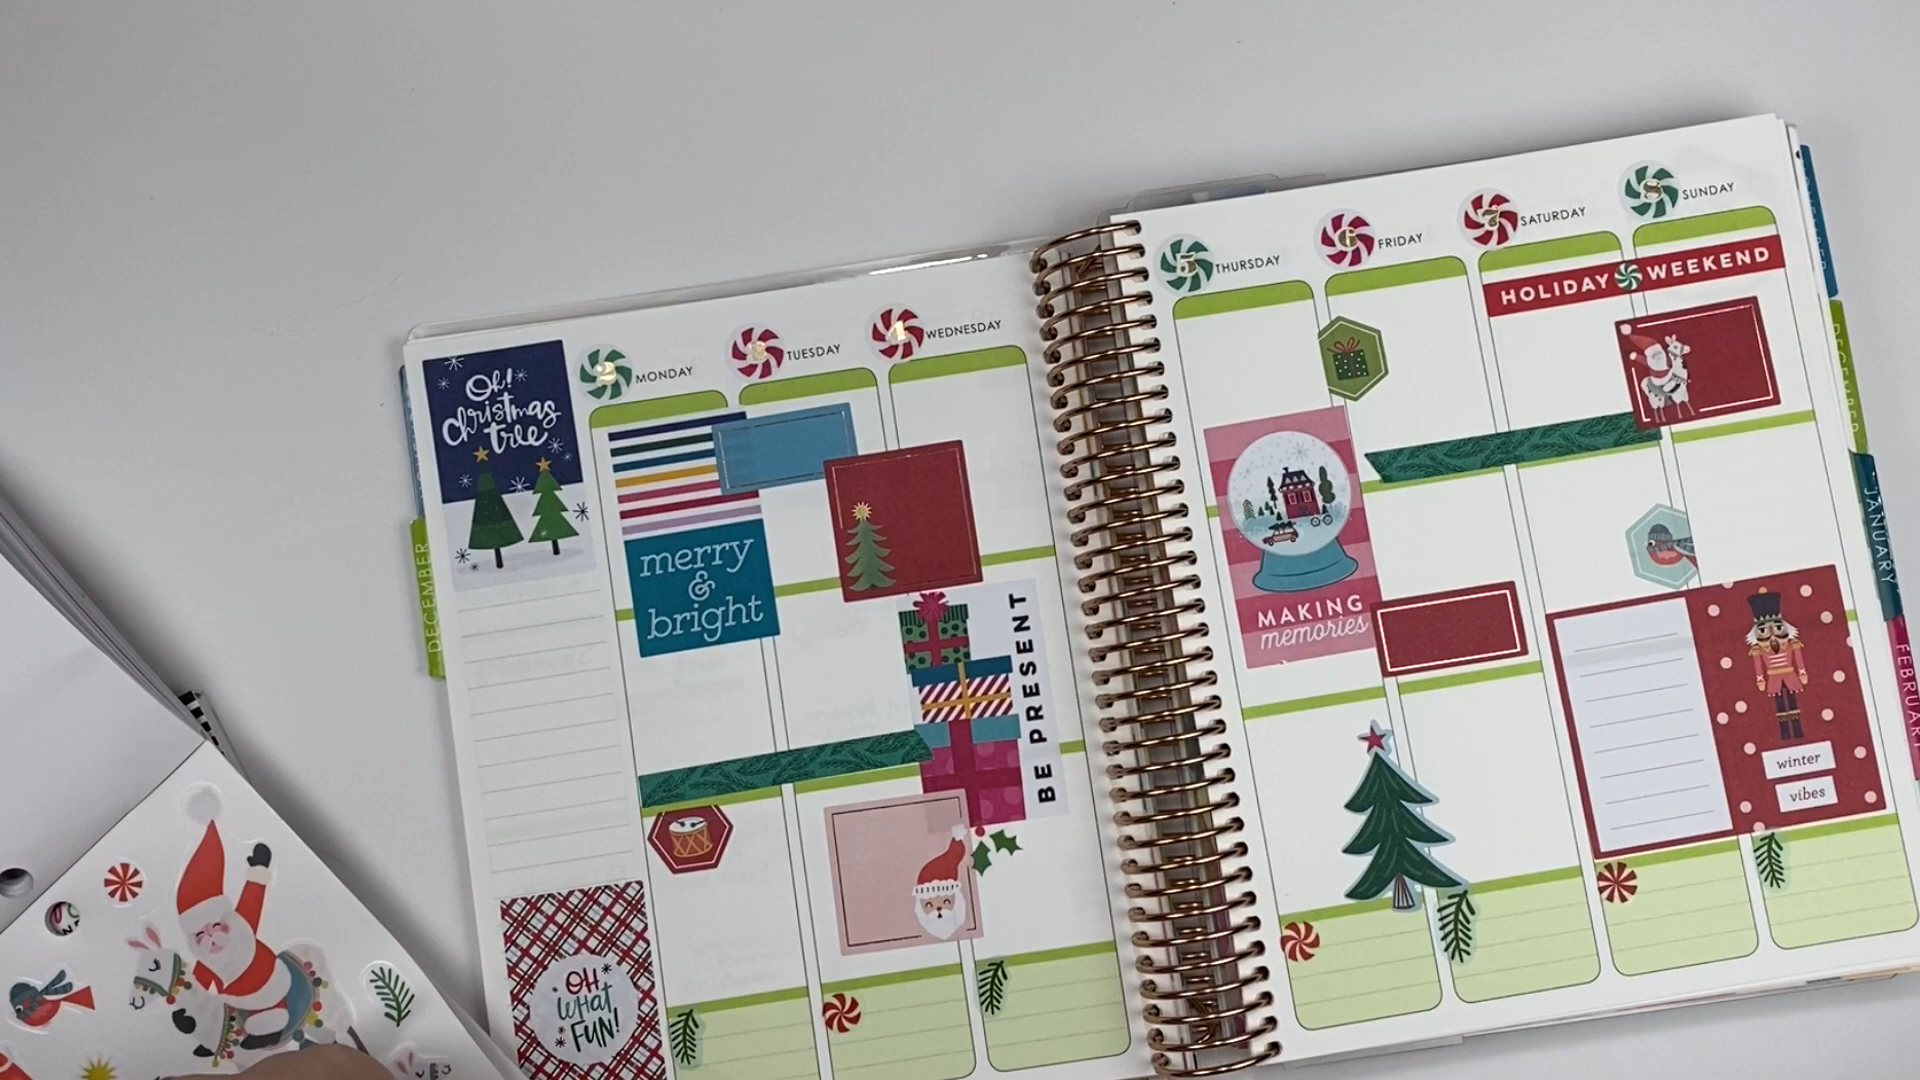 Oh!
Christmas
tree
2 MONDAY
3 TUESDAY
4 WEDNESDAY
merry
&
bright
BE PRESENT
OH
WHAT
FUN!
DECEMBER
5 THURSDAY
6 FRIDAY
7 SATURDAY
8 SUNDAY
HOLIDAY WEEKEND
MAKING
memories
winter
vibes
DECEMBER
JANUARY
FEBRUARY